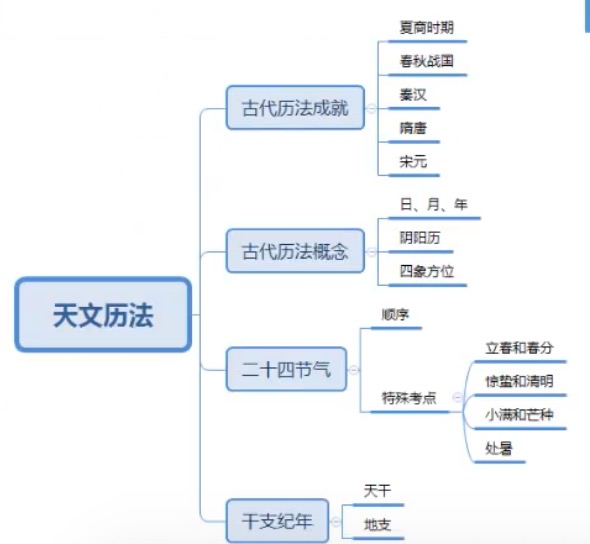 天文历法
古代历法成就
夏商时期
春秋战国
秦汉
隋唐
宋元
古代历法概念
日、月、年
阴阳历
四象方位
二十四节气
顺序
特殊考点
立春和春分
惊蛰和清明
小满和芒种
处暑
干支纪年
天干
地支